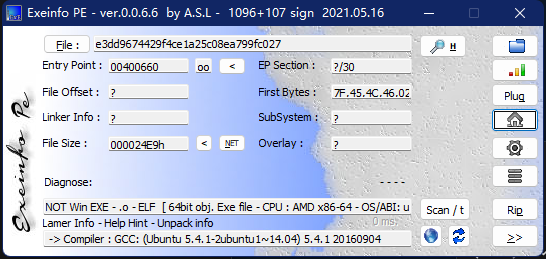 Exeinfo PE - ver.0.0.6.6 by A.S.L - 1096+107 sign 2021.05.16
File : e3dd9674429f4ce1a25c08ea799fc027 H
Entry Point : 00400660 oo < EP Section : ?/30
File Offset : ? First Bytes : 7F.45.4C.46.02
Linker Info : ? SubSystem : ? Plug
File Size : 000024E9h < NET Overlay : ?
Diagnose: - - - -
NOT Win EXE - .o - ELF [ 64bit obj. Exe file - CPU : AMD x86-64 - OS/ABI: u Scan / t Rip
Lamer Info - Help Hint - Unpack info 0 ms.
-> Compiler : GCC: (Ubuntu 5.4.1-2ubuntu1~14.04) 5.4.1 20160904 >>
Exeinfo Pe